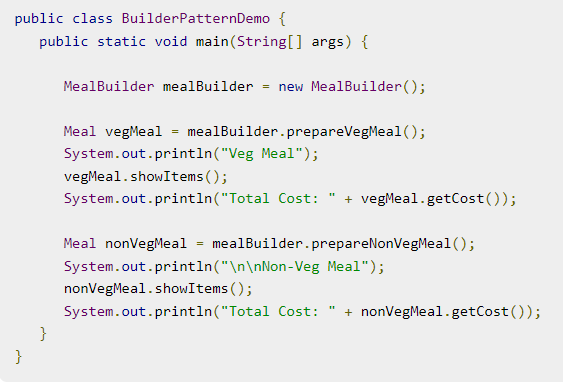 public class BuilderPatternDemo {
   public static void main(String[] args) {

      MealBuilder mealBuilder = new MealBuilder();

      Meal vegMeal = mealBuilder.prepareVegMeal();
      System.out.println("Veg Meal");
      vegMeal.showItems();
      System.out.println("Total Cost: " + vegMeal.getCost());

      Meal nonVegMeal = mealBuilder.prepareNonVegMeal();
      System.out.println("\n\nNon-Veg Meal");
      nonVegMeal.showItems();
      System.out.println("Total Cost: " + nonVegMeal.getCost());
   }
}